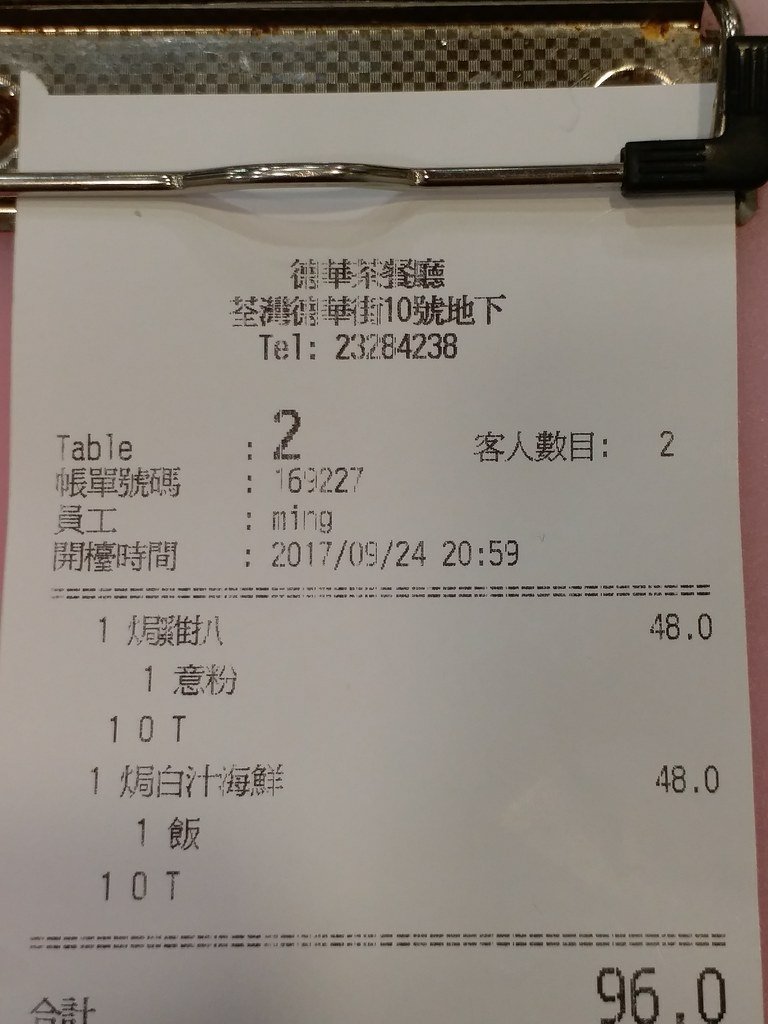 德華茶餐廳
荃灣德華街10號地下
Tel: 23284238
Table : 2 客人數目: 2
帳單號碼 : 169227
員工 : ming
開檯時間 : 2017/09/24 20:59
1 焗雞扒 48.0
1 意粉
1 O T
1 焗白汁海鮮 48.0
1 飯
1 O T
合計 96.0